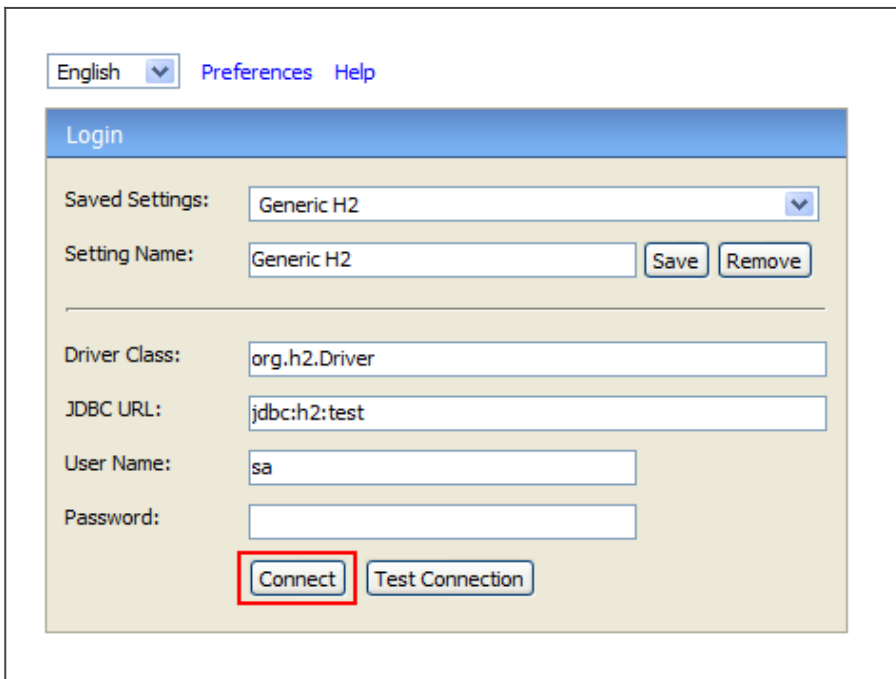 English Preferences Help
Login
Saved Settings: Generic H2
Setting Name: Generic H2 Save Remove
Driver Class: org.h2.Driver
JDBC URL: jdbc:h2:test
User Name: sa
Password:
Connect Test Connection